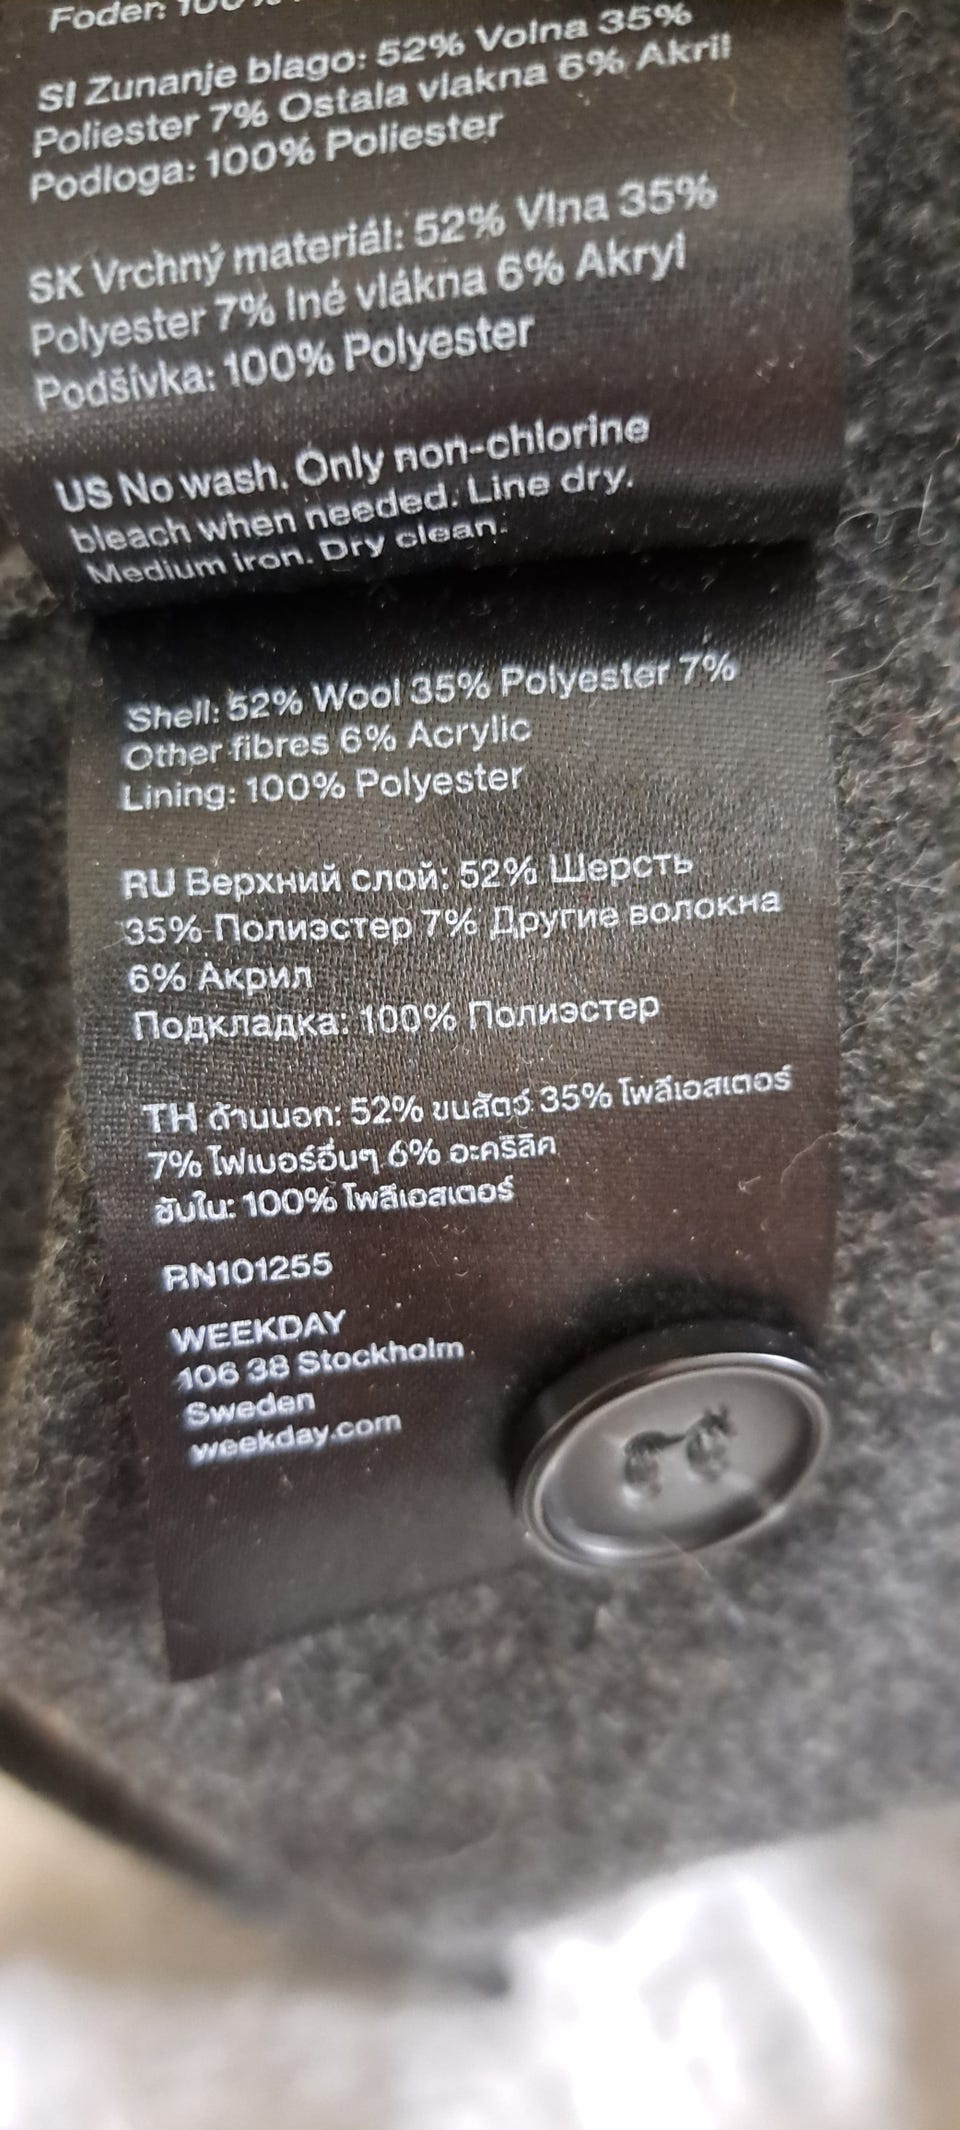 Foder: 100%
SI Zunanje blago: 52% Volna 35%
Poliester 7% Ostala vlakna 6% Akril
Podloga: 100% Poliester
SK Vrchný materiál: 52% Vlna 35%
Polyester 7% Iné vlákna 6% Akryl
Podšívka: 100% Polyester
US No wash. Only non-chlorine
bleach when needed. Line dry.
Medium iron. Dry clean.
Shell: 52% Wool 35% Polyester 7%
Other fibres 6% Acrylic
Lining: 100% Polyester
RU Верхний слой: 52% Шерсть
35% Полиэстер 7% Другие волокна
6% Акрил
Подкладка: 100% Полиэстер
TH ด้านนอก: 52% ขนสัตว์ 35% โพลีเอสเตอร์
7% ไฟเบอร์อื่นๆ 6% อะคริลิค
ซับใน: 100% โพลีเอสเตอร์
RN101255
WEEKDAY
106 38 Stockholm
Sweden
weekday.com